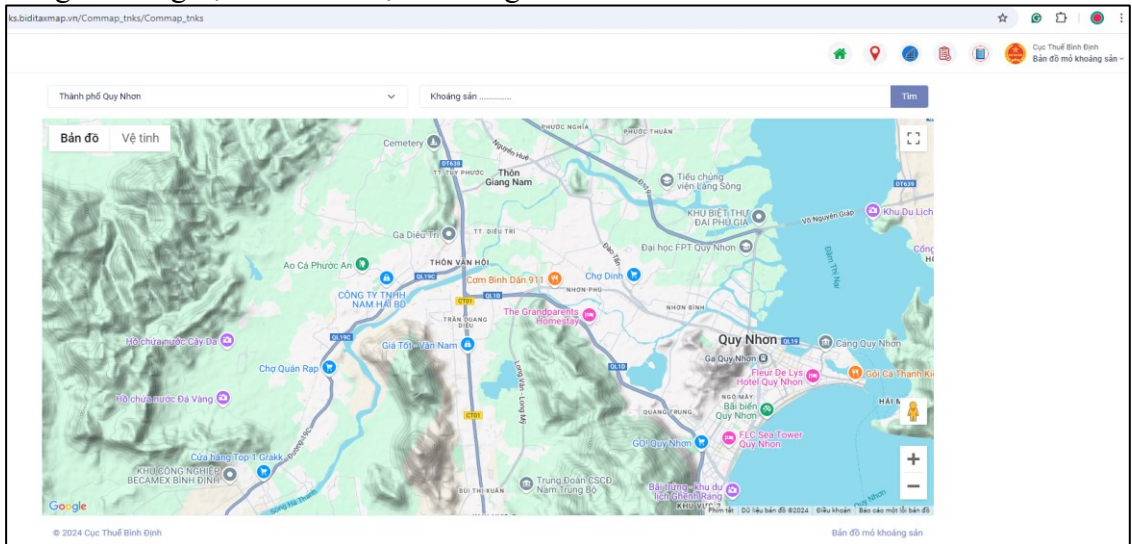 ks.biditaxmap.vn/Commap_tnks/Commap_tnks
Cục Thuế Bình Định
Bản đồ mỏ khoáng sản
Thành phố Quy Nhơn
Khoáng sản .............
Tìm
Bản đồ Vệ tinh
PHƯỚC NGHĨA
PHƯỚC THUẬN
Cemetery
Nguyễn Huệ
ĐT638
TT. TUY PHƯỚC
Thôn
Giang Nam
Tiểu chủng
viện Làng Sông
ĐT639
KHU BIỆT THỰ
ĐẠI PHÚ GIA
Võ Nguyên Giáp
Khu Du Lịch
Ga Diêu Trì
TT. DIÊU TRÌ
Đào Tấn
Đại học FPT Quy Nhơn
Đầm Thị Nại
Ao Cá Phước An
THÔN VÂN HỘI
QL19C
Cơm Bình Dân 911
Chợ Dinh
NHƠN PHÚ
CÔNG TY TNHH
NAM HẢI BD
CT01
QL1D
NHƠN BÌNH
TRẦN QUANG
DIỆU
The Grandparents
Homestay
Hồ chứa nước Cây Da
QL19C
Giá Tốt - Vân Nam
Quy Nhơn
QL19
Cảng Quy Nhơn
Ga Quy Nhơn
Chợ Quán Rạp
Long Vân - Long Mỹ
QL1D
Fleur De Lys
Hotel Quy Nhon
Gỏi Cá Thanh
Hồ chứa nước Đá Vàng
NGÔ MÂY
Bãi biển
Quy Nhơn
CT01
QUANG TRUNG
GO! Quy Nhơn
FLC Sea Tower
Quy Nhon
Cửa hàng Top 1 Grakk
KHU CÔNG NGHIỆP
BECAMEX BÌNH ĐỊNH
Sông Hà Thanh
BÙI THỊ XUÂN
Trung Đoàn CSCĐ
Nam Trung Bộ
Bãi trứng - khu du
lịch Ghềnh Ráng
KHU VỰC
Google
Phím tắt Dữ liệu bản đồ ©2024 Điều khoản Báo cáo một lỗi bản đồ
© 2024 Cục Thuế Bình Định
Bản đồ mỏ khoáng sản